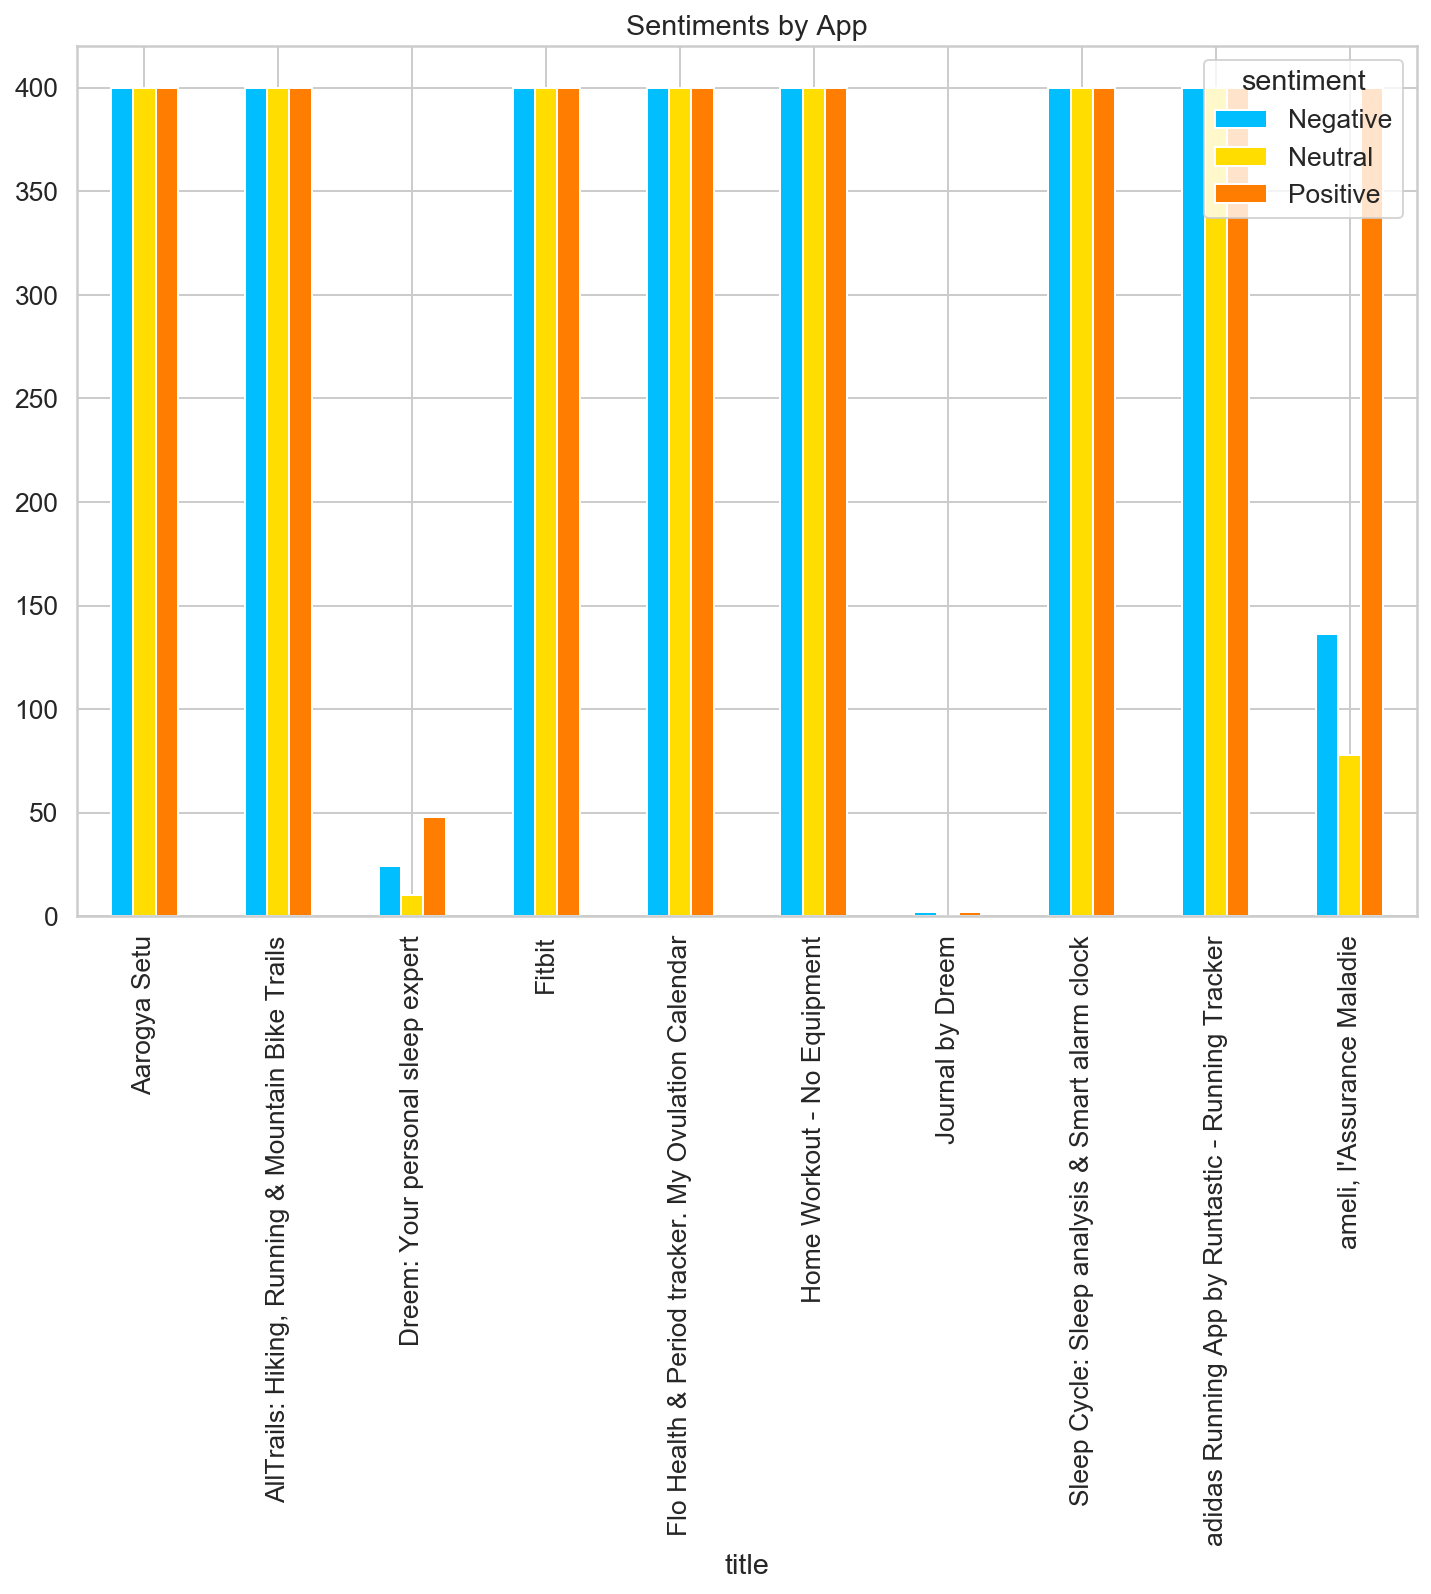 Sentiments by App
sentiment
Negative
Neutral
Positive
400
350
300
250
200
150
100
50
0
Aarogya Setu
AllTrails: Hiking, Running & Mountain Bike Trails
Dreem: Your personal sleep expert
Fitbit
Flo Health & Period tracker. My Ovulation Calendar
Home Workout - No Equipment
Journal by Dreem
Sleep Cycle: Sleep analysis & Smart alarm clock
adidas Running App by Runtastic - Running Tracker
ameli, l'Assurance Maladie
title